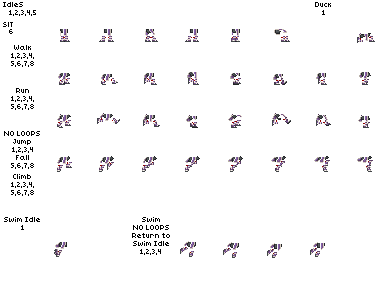 IdleS
1,2,3,4,5
Duck
1
SIT
6
Walk
1,2,3,4,
5,6,7,8
Run
1,2,3,4,
5,6,7,8
NO LOOPS
Jump
1,2,3,4
Fall
5,6,7,8
Climb
1,2,3,4,
5,6,7,8
Swim Idle
1
Swim
NO LOOPS
Return to
Swim Idle
1,2,3,4